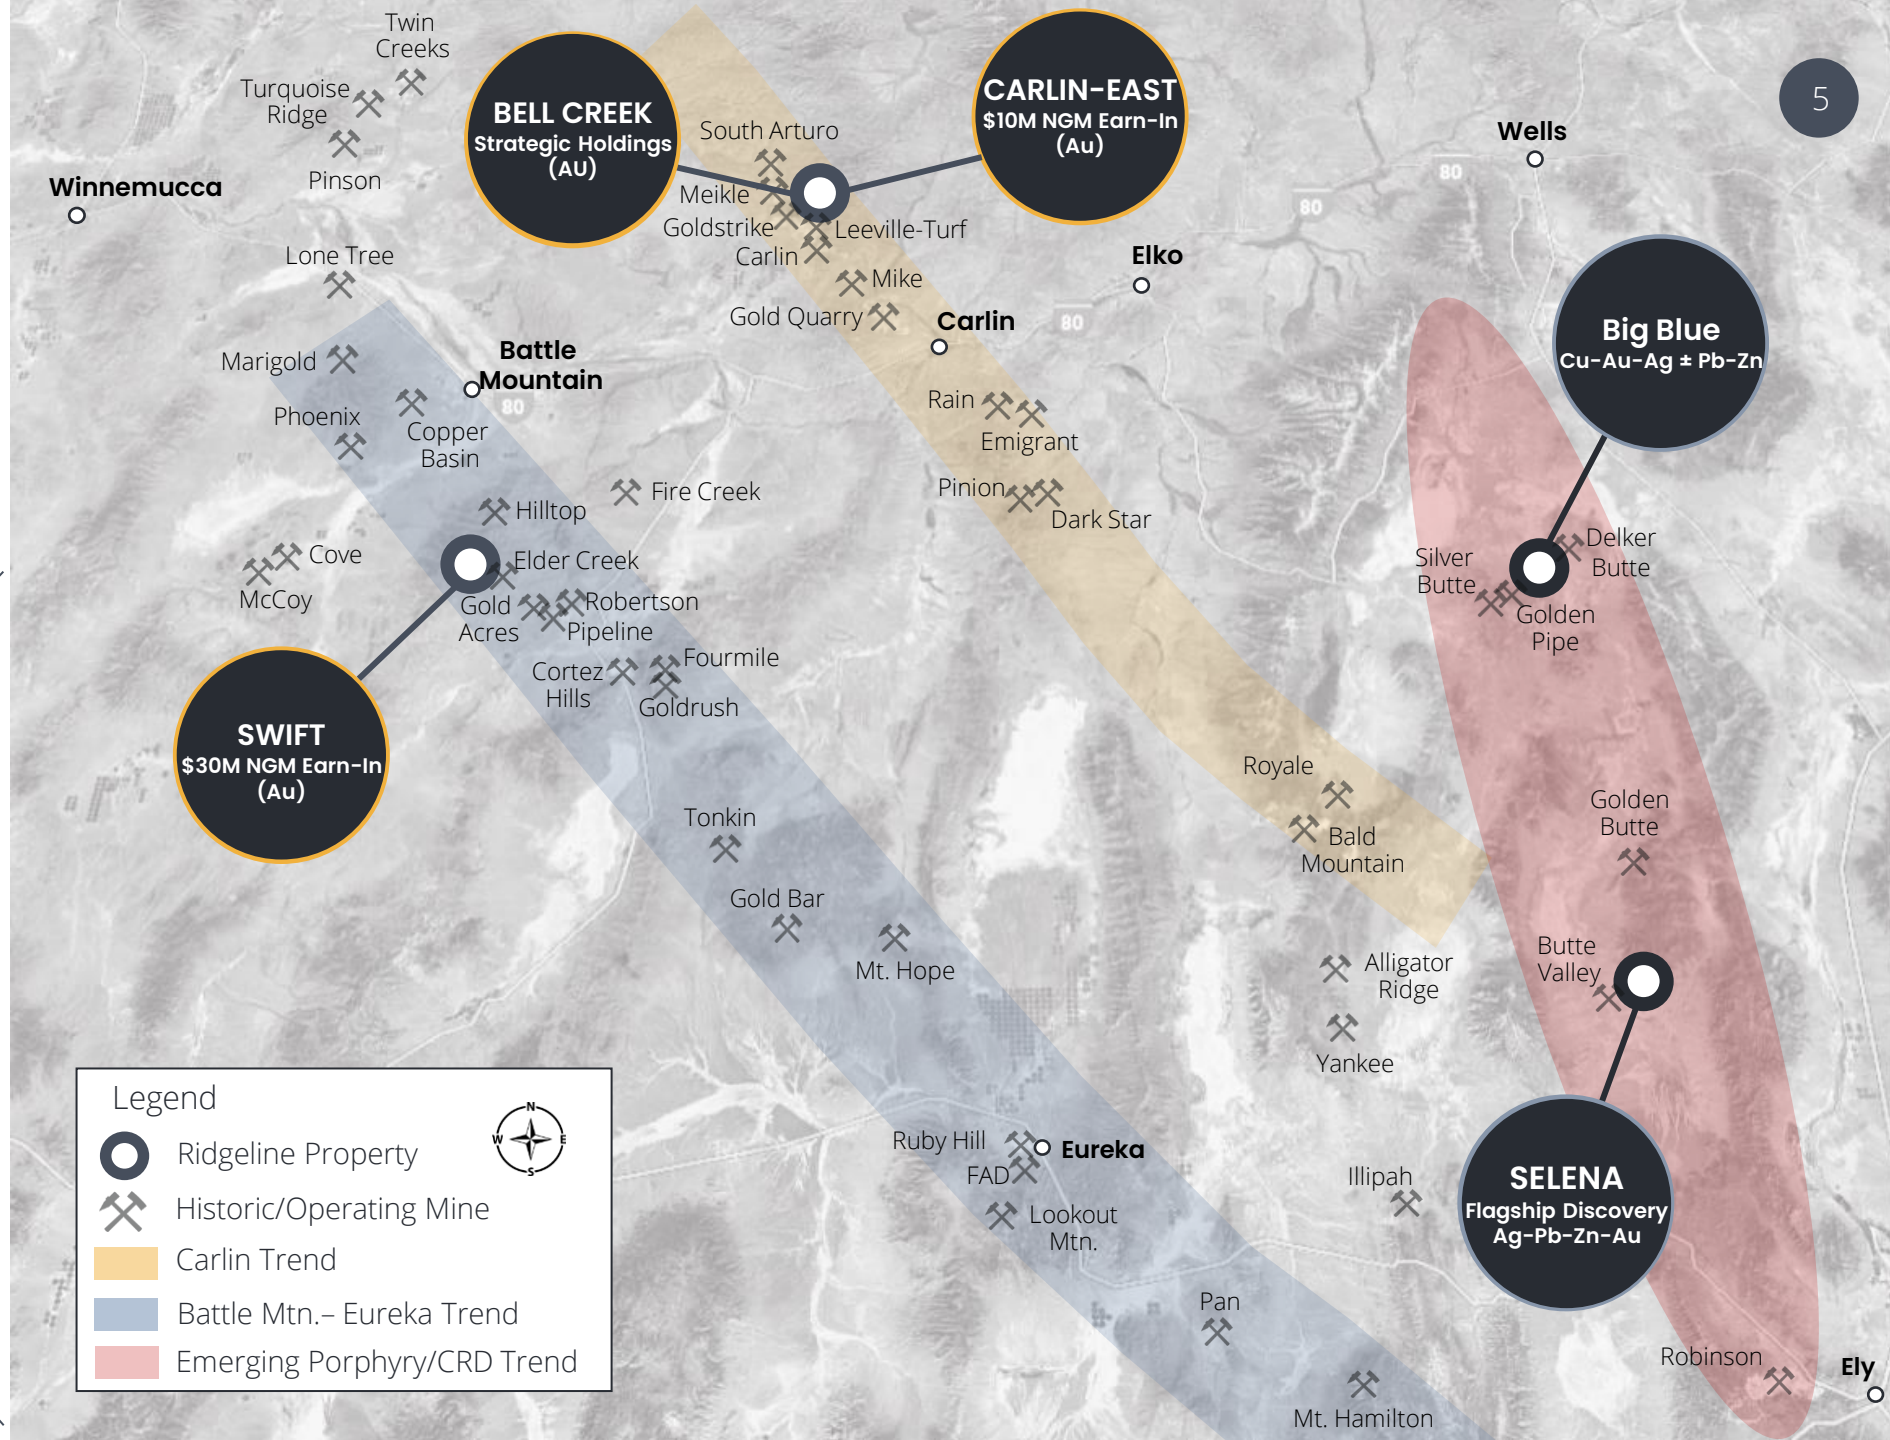 Twin
Creeks
Turquoise
Ridge
Pinson
Winnemucca
Lone Tree
BELL CREEK
Strategic Holdings
(AU)
South Arturo
Meikle
Goldstrike
Carlin
Leeville-Turf
Mike
Gold Quarry
CARLIN-EAST
$10M NGM Earn-In
(Au)
5
Wells
80
80
80
80
Elko
Carlin
Big Blue
Cu-Au-Ag ± Pb-Zn
Marigold
Battle
Mountain
Phoenix
Copper
Basin
Rain
Emigrant
Pinion
Dark Star
Fire Creek
Hilltop
Cove
McCoy
Elder Creek
Gold
Acres
Robertson
Pipeline
Cortez
Hills
Fourmile
Goldrush
Silver
Butte
Delker
Butte
Golden
Pipe
SWIFT
$30M NGM Earn-In
(Au)
Tonkin
Gold Bar
Mt. Hope
Royale
Bald
Mountain
Golden
Butte
Alligator
Ridge
Yankee
Butte
Valley
Legend
N
W
E
S
Ridgeline Property
Historic/Operating Mine
Carlin Trend
Battle Mtn.– Eureka Trend
Emerging Porphyry/CRD Trend
Ruby Hill
Eureka
FAD
Lookout
Mtn.
Illipah
SELENA
Flagship Discovery
Ag-Pb-Zn-Au
Pan
Mt. Hamilton
Robinson
Ely